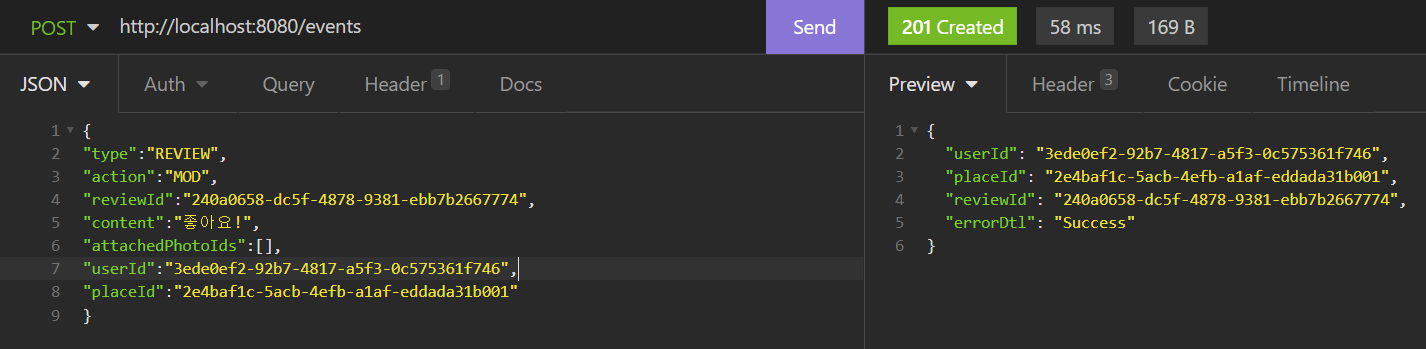 POST http://localhost:8080/events Send 201 Created 58 ms 169 B
JSON Auth Query Header 1 Docs Preview Header 3 Cookie Timeline
1 {
2 "type":"REVIEW",
3 "action":"MOD",
4 "reviewId":"240a0658-dc5f-4878-9381-ebb7b2667774",
5 "content":"좋아요!",
6 "attachedPhotoIds":[],
7 "userId":"3ede0ef2-92b7-4817-a5f3-0c575361f746",
8 "placeId":"2e4baf1c-5acb-4efb-a1af-eddada31b001"
9 }
1 {
2 "userId": "3ede0ef2-92b7-4817-a5f3-0c575361f746",
3 "placeId": "2e4baf1c-5acb-4efb-a1af-eddada31b001",
4 "reviewId": "240a0658-dc5f-4878-9381-ebb7b2667774",
5 "errorDtl": "Success"
6 }